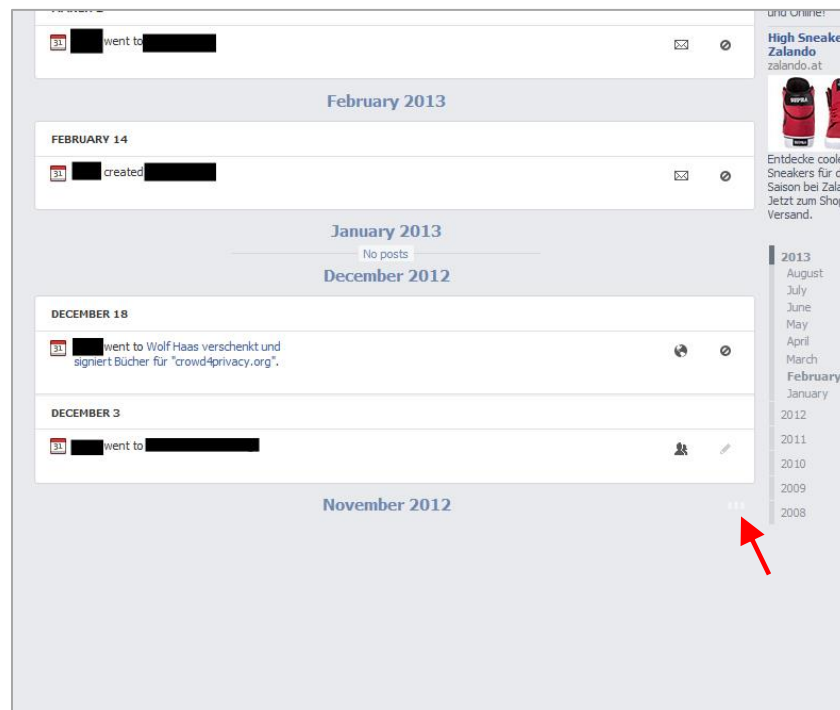 und Online!
went to
High Sneake
Zalando
zalando.at
February 2013
FEBRUARY 14
created
Entdecke coole
Sneakers für d
Saison bei Zala
Jetzt zum Shop
Versand.
January 2013
No posts
December 2012
DECEMBER 18
went to Wolf Haas verschenkt und
signiert Bücher für "crowd4privacy.org".
DECEMBER 3
went to
November 2012
2013
August
July
June
May
April
March
February
January
2012
2011
2010
2009
2008